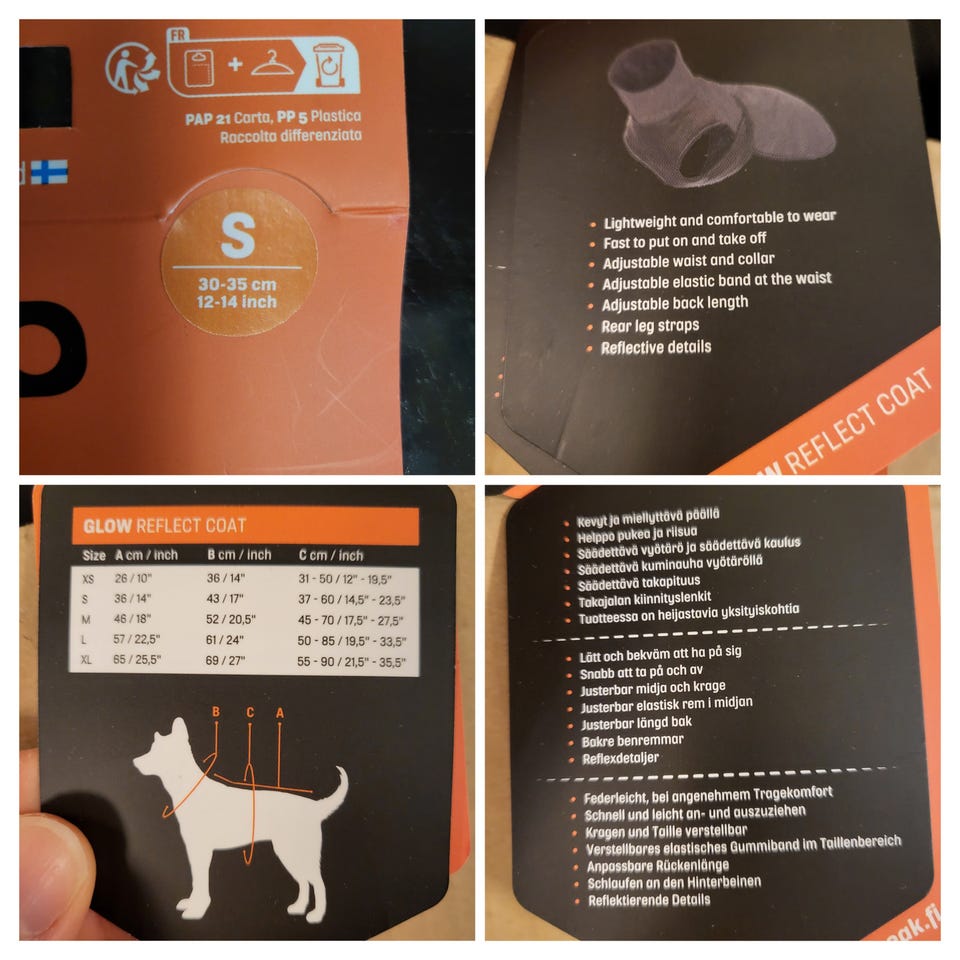 FR
PAP 21 Carta, PP 5 Plastica
Raccolta differenziata
S
30-35 cm
12-14 inch
Lightweight and comfortable to wear
Fast to put on and take off
Adjustable waist and collar
Adjustable elastic band at the waist
Adjustable back length
Rear leg straps
Reflective details
REFLECT COAT
GLOW REFLECT COAT
Size A cm / inch B cm / inch C cm / inch
XS 26 / 10" 36 / 14" 31 - 50 / 12" - 19,5"
S 36 / 14" 43 / 17" 37 - 60 / 14,5" - 23,5"
M 46 / 18" 52 / 20,5" 45 - 70 / 17,5" - 27,5"
L 57 / 22,5" 61 / 24" 50 - 85 / 19,5" - 33,5"
XL 65 / 25,5" 69 / 27" 55 - 90 / 21,5" - 35,5"
B C A
Kevyt ja miellyttävä päällä
Helppo pukea ja riisua
Säädettävä vyötärö ja säädettävä kaulus
Säädettävä kuminauha vyötäröllä
Säädettävä takapituus
Takajalan kiinnityslenkit
Tuotteessa on heijastavia yksityiskohtia
Lätt och bekväm att ha på sig
Snabb att ta på och av
Justerbar midja och krage
Justerbar elastisk rem i midjan
Justerbar längd bak
Bakre benremmar
Reflexdetaljer
Federleicht, bei angenehmem Tragekomfort
Schnell und leicht an- und auszuziehen
Kragen und Taille verstellbar
Verstellbares elastisches Gummiband im Taillenbereich
Anpassbare Rückenlänge
Schlaufen an den Hinterbeinen
Reflektierende Details